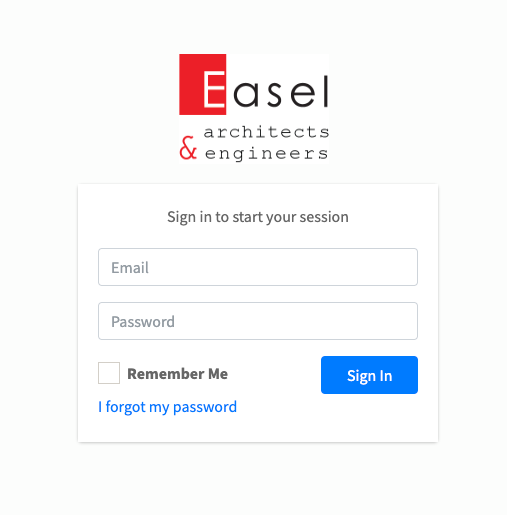 Easel
architects
& engineers
Sign in to start your session
Email
Password
Remember Me
Sign In
I forgot my password